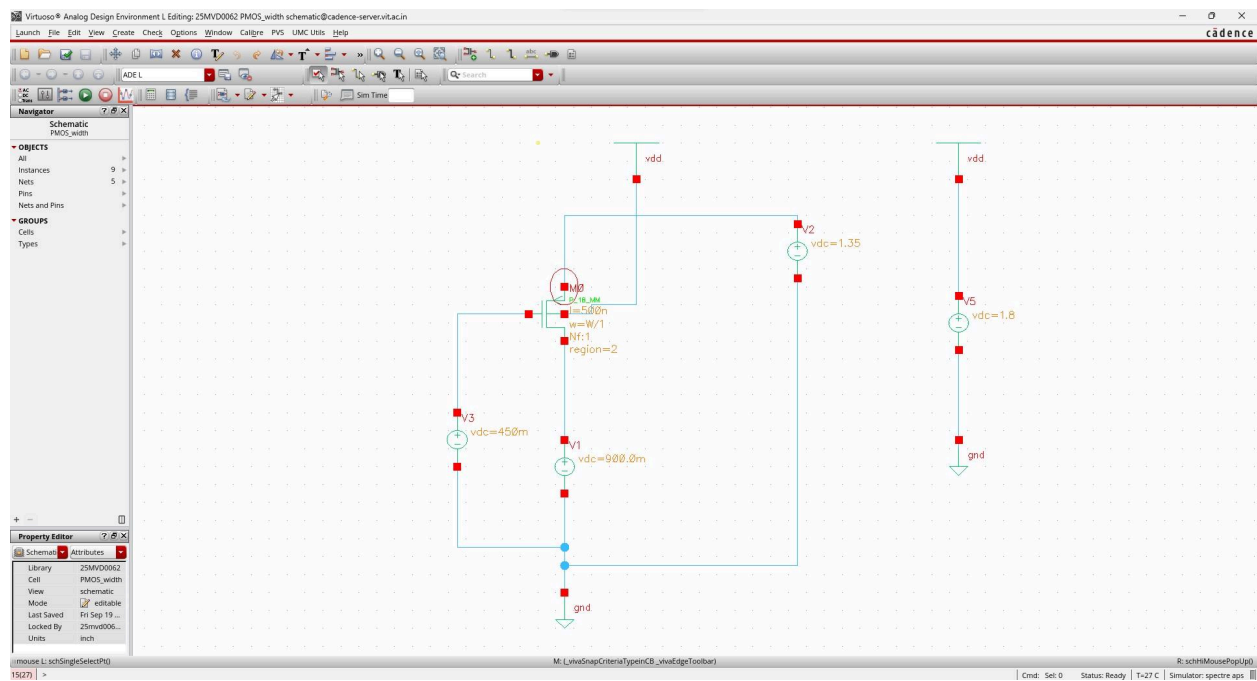 Virtuoso® Analog Design Environment L Editing: 25MVD0062 PMOS_width schematic@cadence-server.vit.ac.in
Launch File Edit View Create Check Options Window Calibre PVS UMC Utils Help
cādence
ADE L
Search
Sim Time
Navigator
Schematic
PMOS_width
OBJECTS
All
Instances 9
Nets 5
Pins
Nets and Pins
GROUPS
Cells
Types
Property Editor
Schemati Attributes
Library 25MVD0062
Cell PMOS_width
View schematic
Mode editable
Last Saved Fri Sep 19 ...
Locked By 25mvd006...
Units inch
vdd
vdd
V2
vdc=1.35
M0
P_18_MM
l=500n
w=W/1
Nf:1
region=2
V5
vdc=1.8
V3
vdc=450m
V1
vdc=900.0m
gnd
gnd
mouse L: schSingleSelectPt()
M: (_vivaSnapCriteriaTypeinCB _vivaEdgeToolbar)
R: schHiMousePopUp()
15(27) >
Cmd: Sel: 0 Status: Ready T=27 C Simulator: spectre aps